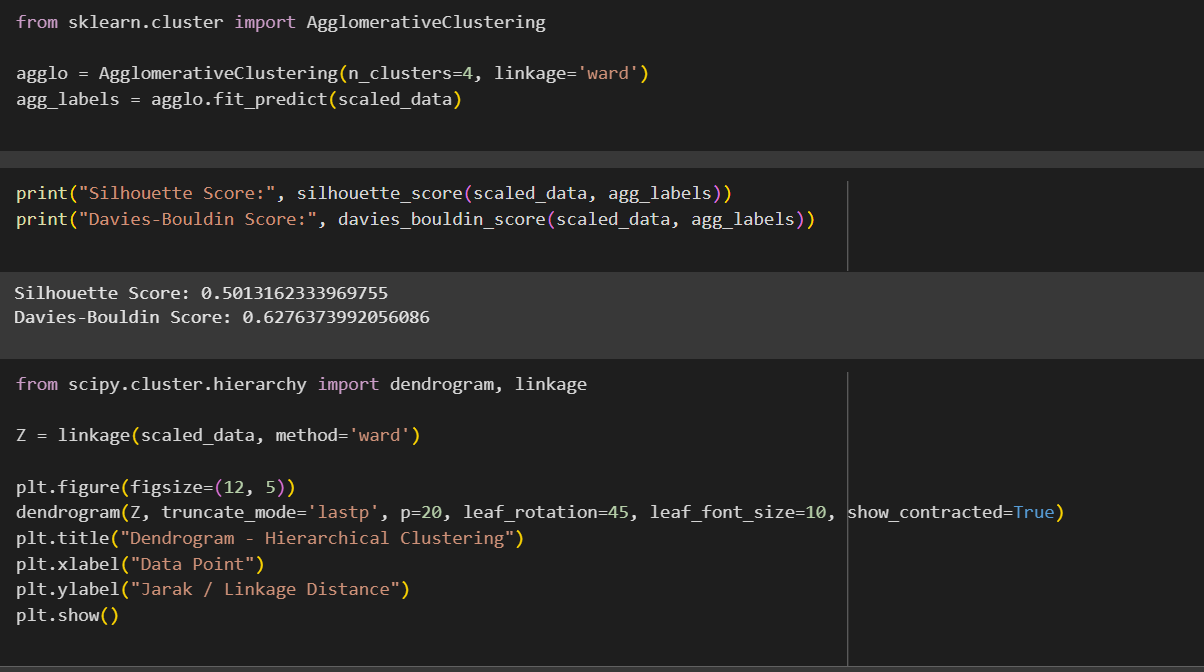 from sklearn.cluster import AgglomerativeClustering
agglo = AgglomerativeClustering(n_clusters=4, linkage='ward')
agg_labels = agglo.fit_predict(scaled_data)
print("Silhouette Score:", silhouette_score(scaled_data, agg_labels))
print("Davies-Bouldin Score:", davies_bouldin_score(scaled_data, agg_labels))
Silhouette Score: 0.5013162333969755
Davies-Bouldin Score: 0.6276373992056086
from scipy.cluster.hierarchy import dendrogram, linkage
Z = linkage(scaled_data, method='ward')
plt.figure(figsize=(12, 5))
dendrogram(Z, truncate_mode='lastp', p=20, leaf_rotation=45, leaf_font_size=10, show_contracted=True)
plt.title("Dendrogram - Hierarchical Clustering")
plt.xlabel("Data Point")
plt.ylabel("Jarak / Linkage Distance")
plt.show()